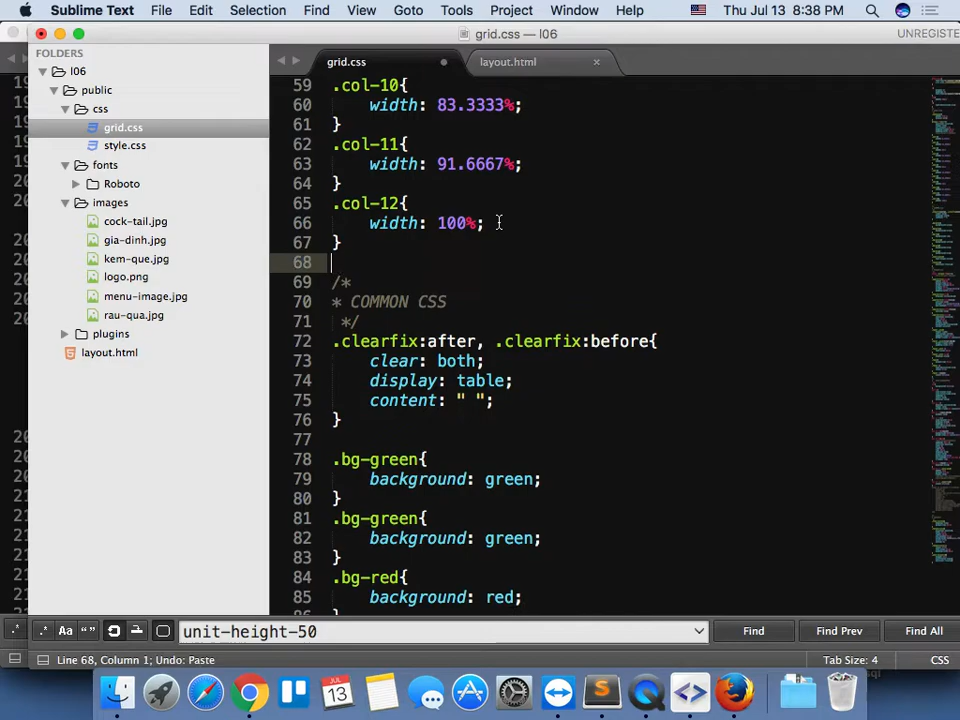 Sublime Text File Edit Selection Find View Goto Tools Project Window Help Thu Jul 13 8:38 PM
grid.css — l06 UNREGISTE
FOLDERS
l06
public
css
grid.css
style.css
fonts
Roboto
images
cock-tail.jpg
gia-dinh.jpg
kem-que.jpg
logo.png
menu-image.jpg
rau-qua.jpg
plugins
layout.html
grid.css layout.html ×
59 .col-10{
60 width: 83.3333%;
61 }
62 .col-11{
63 width: 91.6667%;
64 }
65 .col-12{
66 width: 100%;
67 }
68
69 /*
70 * COMMON CSS
71 */
72 .clearfix:after, .clearfix:before{
73 clear: both;
74 display: table;
75 content: " ";
76 }
77
78 .bg-green{
79 background: green;
80 }
81 .bg-green{
82 background: green;
83 }
84 .bg-red{
85 background: red;
.* Aa “ ” unit-height-50 Find Find Prev Find All
Line 68, Column 1; Undo: Paste Tab Size: 4 CSS
JUL
13